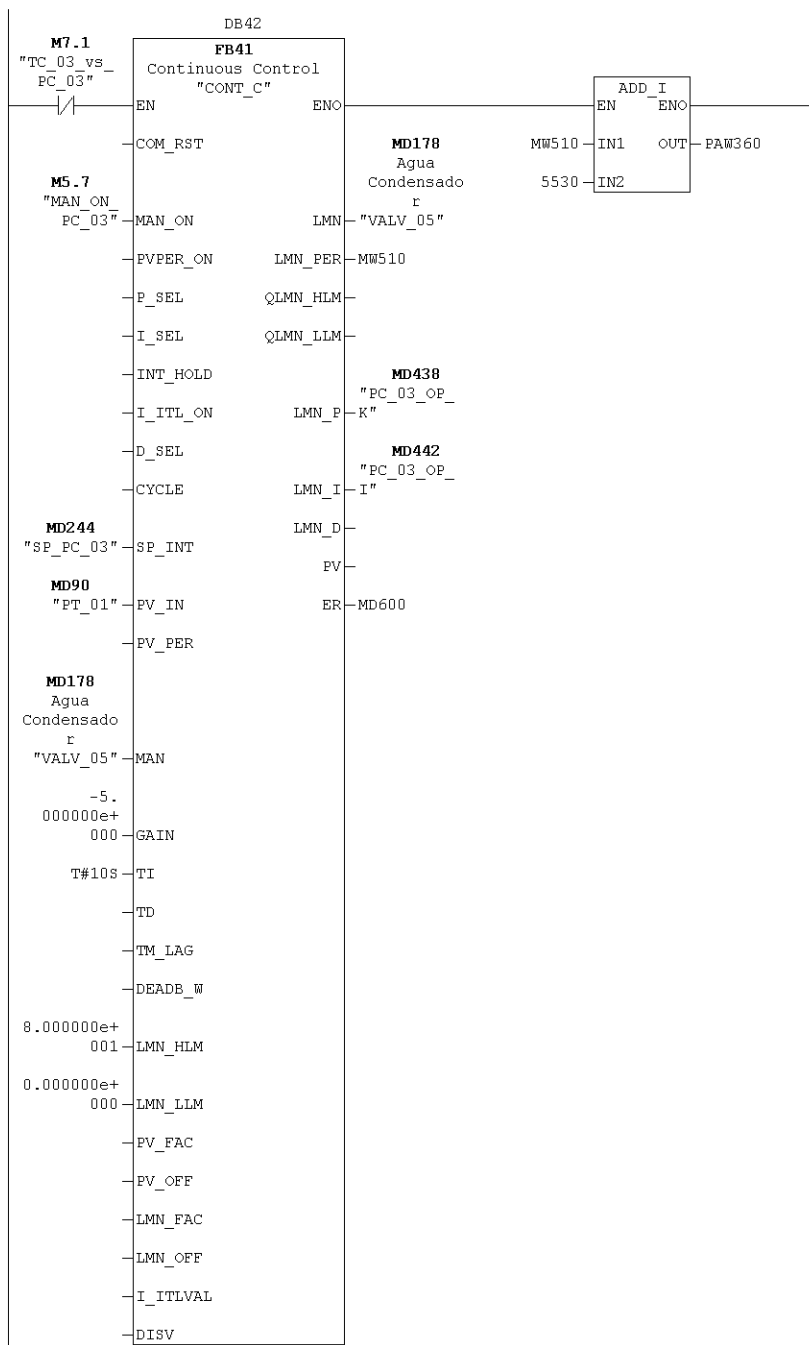 DB42
M7.1
"TC_03_vs_
PC_03"
FB41
Continuous Control
"CONT_C"
EN
ENO
ADD_I
EN
ENO
COM_RST
MW510
IN1
OUT
PAW360
5530
IN2
M5.7
"MAN_ON_
PC_03"
MAN_ON
MD178
Agua
Condensado
r
LMN
"VALV_05"
PVPER_ON
LMN_PER
MW510
P_SEL
QLMN_HLM
I_SEL
QLMN_LLM
INT_HOLD
MD438
"PC_03_OP_
I_ITL_ON
LMN_P
K"
D_SEL
MD442
"PC_03_OP_
CYCLE
LMN_I
I"
MD244
"SP_PC_03"
SP_INT
LMN_D
PV
MD90
"PT_01"
PV_IN
ER
MD600
PV_PER
MD178
Agua
Condensado
r
"VALV_05"
MAN
-5.
000000e+
000
GAIN
T#10S
TI
TD
TM_LAG
DEADB_W
8.000000e+
001
LMN_HLM
0.000000e+
000
LMN_LLM
PV_FAC
PV_OFF
LMN_FAC
LMN_OFF
I_ITLVAL
DISV